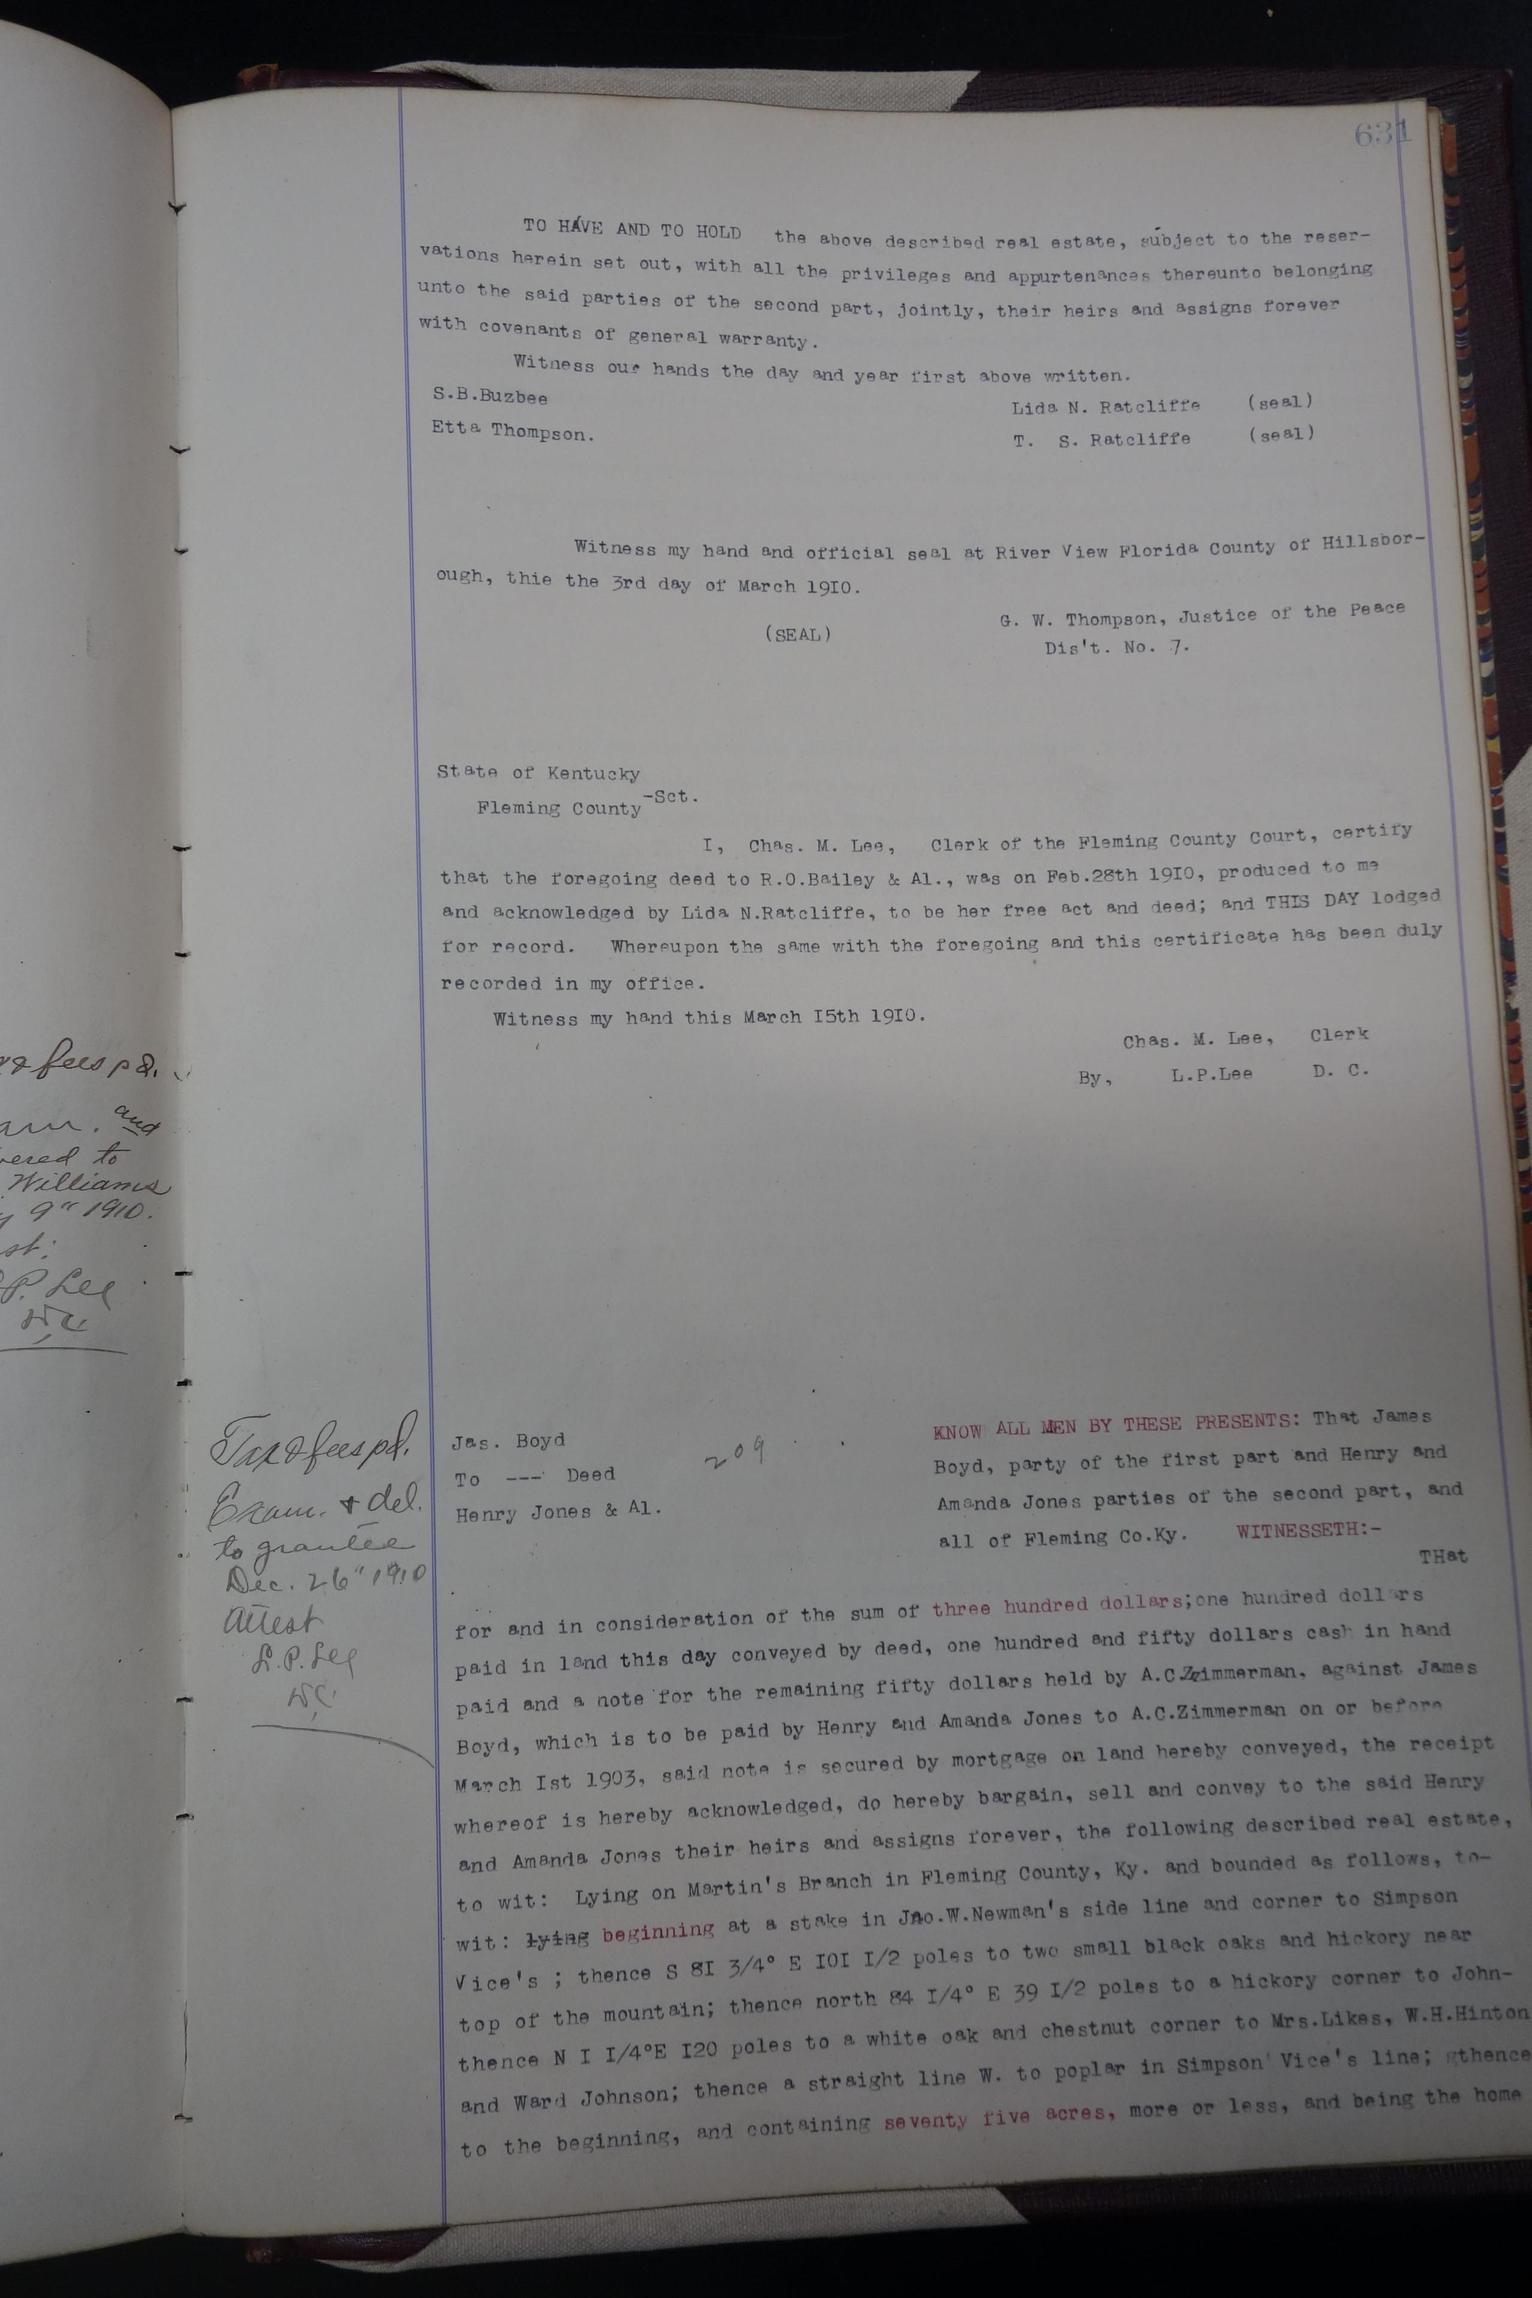 631
TO HAVE AND TO HOLD the above described real estate, subject to the reser-
vations herein set out, with all the privileges and appurtenances thereunto belonging
unto the said parties of the second part, jointly, their heirs and assigns forever
with covenants of general warranty.
Witness our hands the day and year first above written.
S.B.Buzbee
Lida N. Ratcliffe (seal)
Etta Thompson.
T. S. Ratcliffe (seal)
Witness my hand and official seal at River View Florida County of Hillsbor-
ough, thie the 3rd day of March 1910.
G. W. Thompson, Justice of the Peace
(SEAL)
Dis't. No. 7.
State of Kentucky
-Sct.
Fleming County
I, Chas. M. Lee, Clerk of the Fleming County Court, certify
that the foregoing deed to R.O.Bailey & Al., was on Feb.28th 1910, produced to me
and acknowledged by Lida N.Ratcliffe, to be her free act and deed; and THIS DAY lodged
for record. Whereupon the same with the foregoing and this certificate has been duly
recorded in my office.
Witness my hand this March I5th 1910.
Chas. M. Lee, Clerk
By, L.P.Lee D. C.
fees pd.
and
to
Williams
9" 1910.
P. Lee
DC
Tax & fees pd.
Exam. & del.
to grantee
Dec. 26" 1910
Attest
L.P. Lee
DC
Jas. Boyd
To --- Deed
Henry Jones & Al.
209
KNOW ALL MEN BY THESE PRESENTS: That James
Boyd, party of the first part and Henry and
Amanda Jones parties of the second part, and
all of Fleming Co.Ky. WITNESSETH:-
THat
for and in consideration of the sum of three hundred dollars;one hundred dollars
paid in land this day conveyed by deed, one hundred and fifty dollars cash in hand
paid and a note for the remaining fifty dollars held by A.C.Zimmerman, against James
Boyd, which is to be paid by Henry and Amanda Jones to A.C.Zimmerman on or before
March Ist 1903, said note is secured by mortgage on land hereby conveyed, the receipt
whereof is hereby acknowledged, do hereby bargain, sell and convey to the said Henry
and Amanda Jones their heirs and assigns forever, the following described real estate,
to wit: Lying on Martin's Branch in Fleming County, Ky. and bounded as follows, to-
wit: lying beginning at a stake in Jno.W.Newman's side line and corner to Simpson
Vice's ; thence S 8I 3/4° E IOI I/2 poles to two small black oaks and hickory near
top of the mountain; thence north 84 I/4° E 39 I/2 poles to a hickory corner to John-
thence N I I/4°E I20 poles to a white oak and chestnut corner to Mrs.Likes, W.H.Hinton
and Ward Johnson; thence a straight line W. to poplar in Simpson Vice's line; gthence
to the beginning, and containing seventy five acres, more or less, and being the home